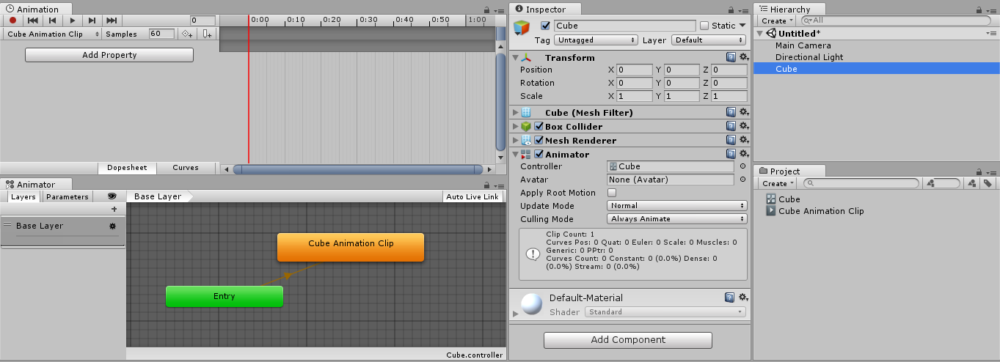 Animation
0 0:00 0:10 0:20 0:30 0:40 0:50 1:00
Cube Animation Clip Samples 60
Add Property
Dopesheet Curves
Animator
Layers Parameters Base Layer Auto Live Link
Base Layer
Cube Animation Clip
Entry
Cube.controller
Inspector
Cube Static
Tag Untagged Layer Default
Transform
Position X 0 Y 0 Z 0
Rotation X 0 Y 0 Z 0
Scale X 1 Y 1 Z 1
Cube (Mesh Filter)
Box Collider
Mesh Renderer
Animator
Controller Cube
Avatar None (Avatar)
Apply Root Motion
Update Mode Normal
Culling Mode Always Animate
Clip Count: 1
Curves Pos: 0 Quat: 0 Euler: 0 Scale: 0 Muscles: 0
Generic: 0 PPtr: 0
Curves Count: 0 Constant: 0 (0.0%) Dense: 0
(0.0%) Stream: 0 (0.0%)
Default-Material
Shader Standard
Add Component
Hierarchy
Create All
Untitled*
Main Camera
Directional Light
Cube
Project
Create
Cube
Cube Animation Clip